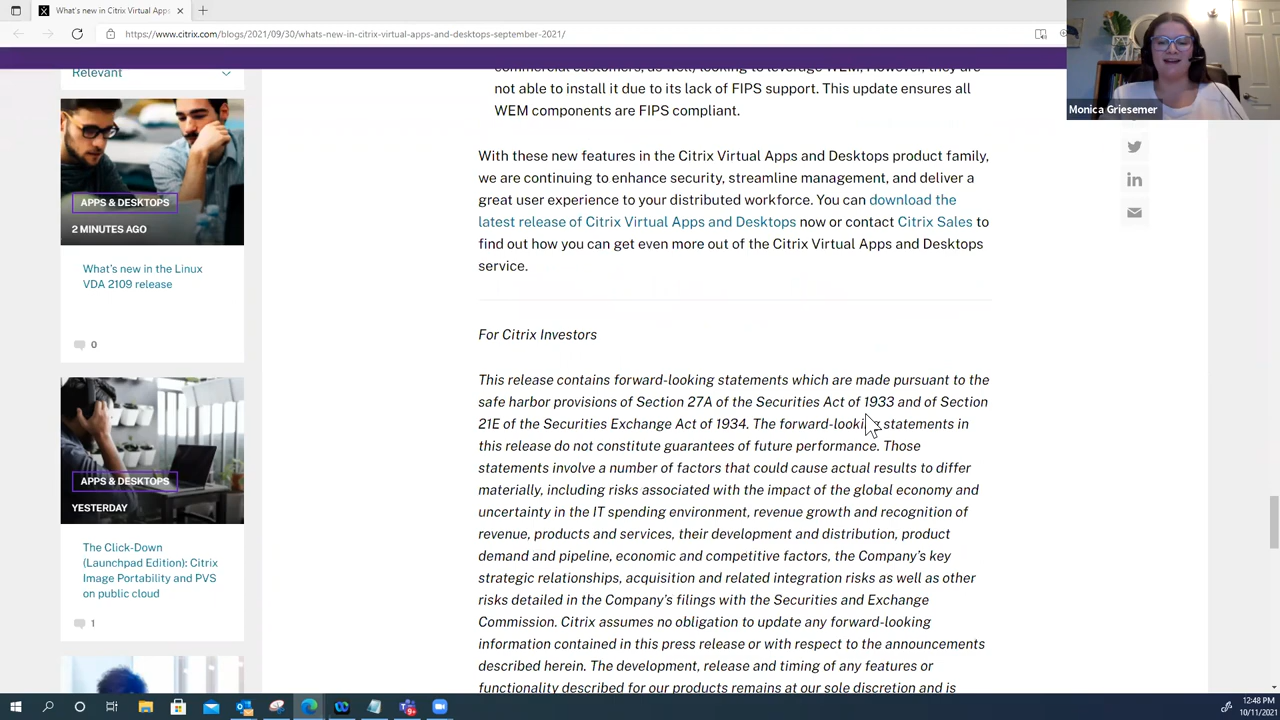 What's new in Citrix Virtual Apps
https://www.citrix.com/blogs/2021/09/30/whats-new-in-citrix-virtual-apps-and-desktops-september-2021/
Monica Griesemer
Relevant
APPS & DESKTOPS
2 MINUTES AGO
What's new in the Linux
VDA 2109 release
0
APPS & DESKTOPS
YESTERDAY
The Click-Down
(Launchpad Edition): Citrix
Image Portability and PVS
on public cloud
1
commercial customers, as well) looking to leverage WEM, However, they are
not able to install it due to its lack of FIPS support. This update ensures all
WEM components are FIPS compliant.
With these new features in the Citrix Virtual Apps and Desktops product family,
we are continuing to enhance security, streamline management, and deliver a
great user experience to your distributed workforce. You can download the
latest release of Citrix Virtual Apps and Desktops now or contact Citrix Sales to
find out how you can get even more out of the Citrix Virtual Apps and Desktops
service.
For Citrix Investors
This release contains forward-looking statements which are made pursuant to the
safe harbor provisions of Section 27A of the Securities Act of 1933 and of Section
21E of the Securities Exchange Act of 1934. The forward-looking statements in
this release do not constitute guarantees of future performance. Those
statements involve a number of factors that could cause actual results to differ
materially, including risks associated with the impact of the global economy and
uncertainty in the IT spending environment, revenue growth and recognition of
revenue, products and services, their development and distribution, product
demand and pipeline, economic and competitive factors, the Company's key
strategic relationships, acquisition and related integration risks as well as other
risks detailed in the Company's filings with the Securities and Exchange
Commission. Citrix assumes no obligation to update any forward-looking
information contained in this press release or with respect to the announcements
described herein. The development, release and timing of any features or
functionality described for our products remains at our sole discretion and is
12:48 PM
10/11/2021